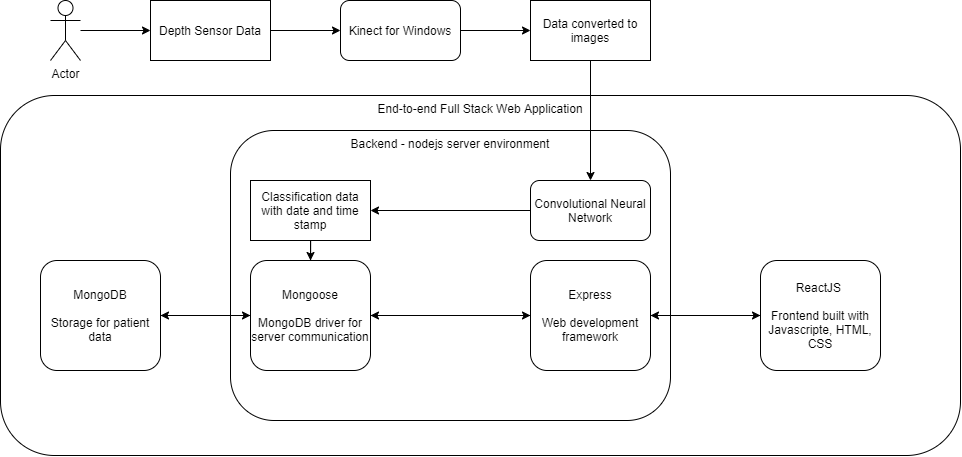 Actor
Depth Sensor Data
Kinect for Windows
Data converted to
images
End-to-end Full Stack Web Application
Backend - nodejs server environment
Classification data
with date and time
stamp
Convolutional Neural
Network
MongoDB
Storage for patient
data
Mongoose
MongoDB driver for
server communication
Express
Web development
framework
ReactJS
Frontend built with
Javascripte, HTML,
CSS